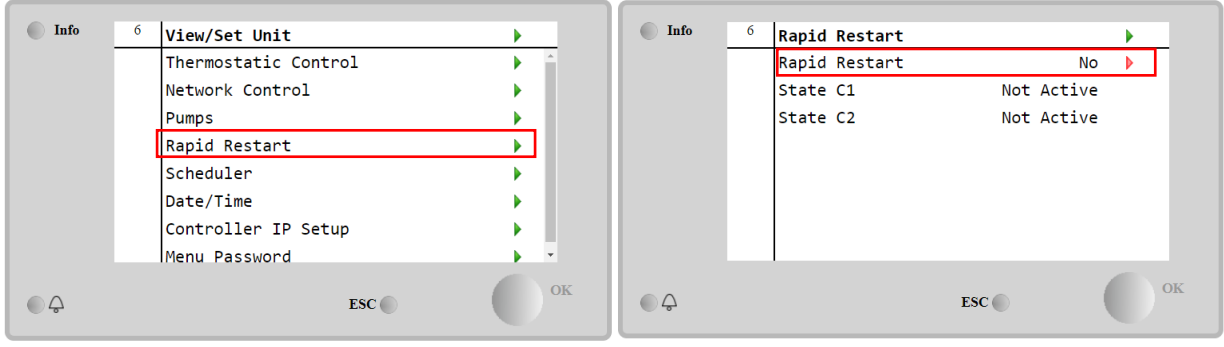 Info
6
View/Set Unit
Thermostatic Control
Network Control
Pumps
Rapid Restart
Scheduler
Date/Time
Controller IP Setup
Menu Password
ESC
OK
Info
6
Rapid Restart
Rapid Restart No
State C1 Not Active
State C2 Not Active
ESC
OK